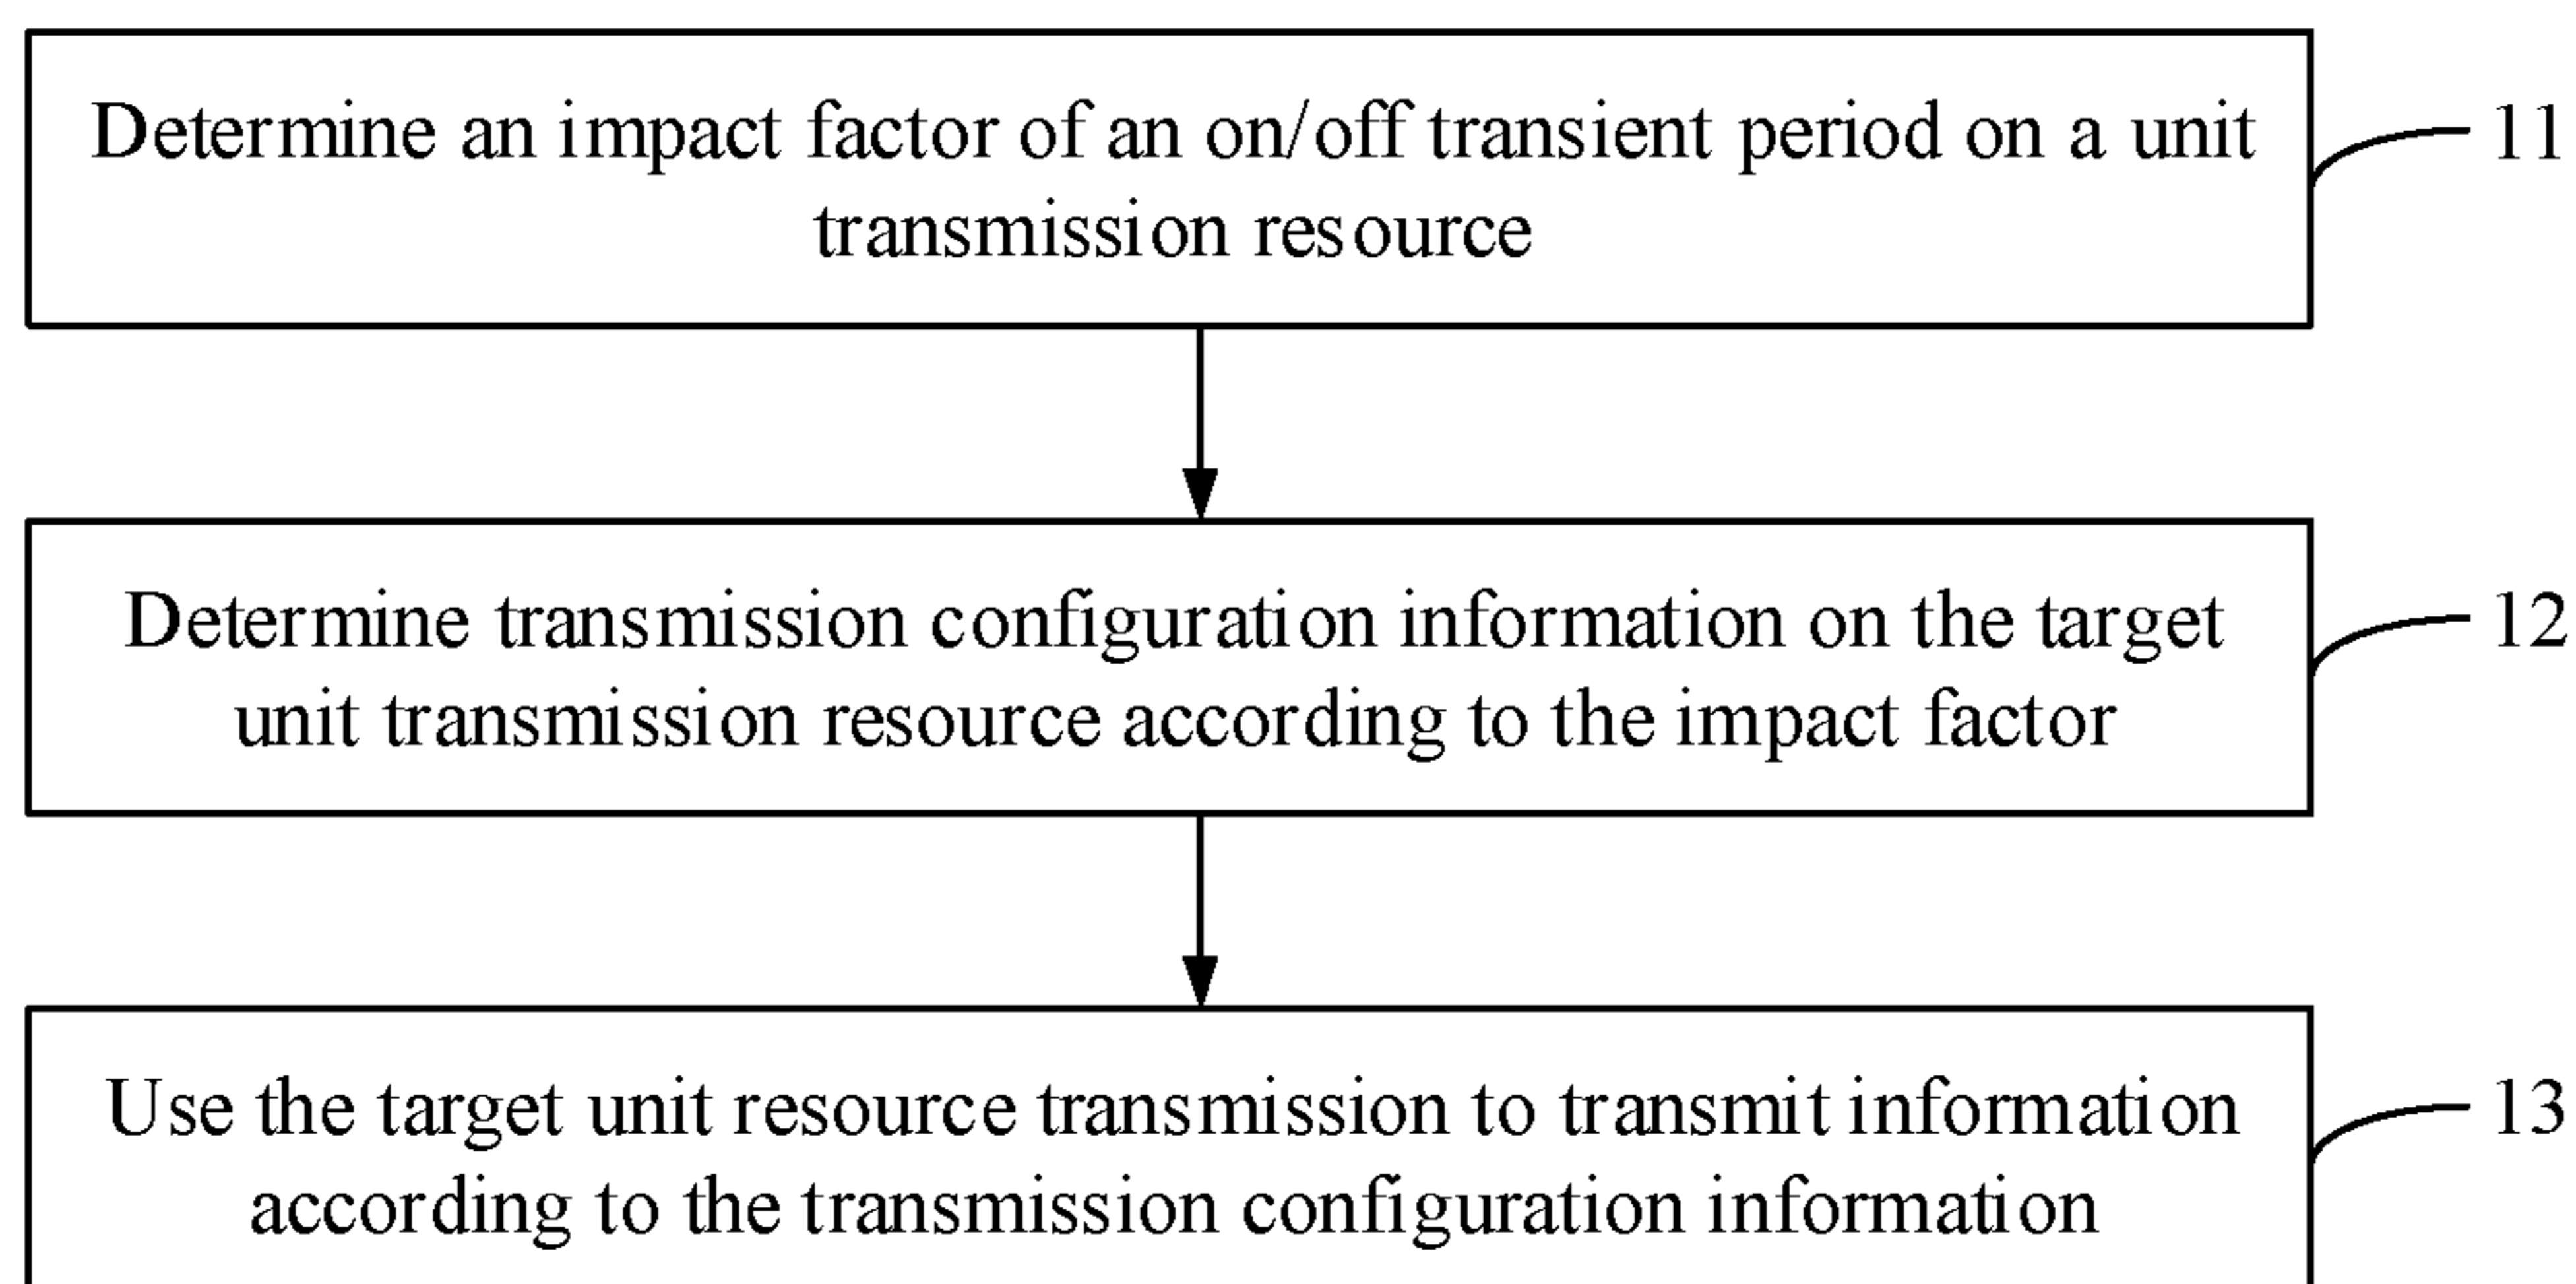 Determine an impact factor of an on/off transient period on a unit
transmission resource
11
Determine transmission configuration information on the target
unit transmission resource according to the impact factor
12
Use the target unit resource transmission to transmit information
according to the transmission configuration information
13